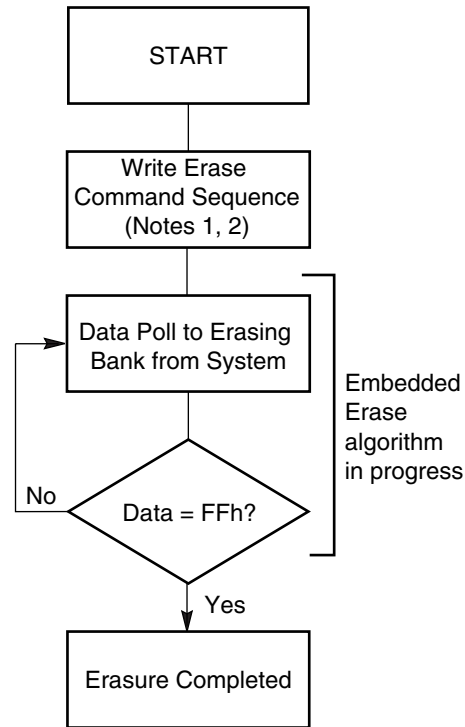 START
Write Erase
Command Sequence
(Notes 1, 2)
Data Poll to Erasing
Bank from System
Embedded
Erase
algorithm
in progress
No
Data = FFh?
Yes
Erasure Completed